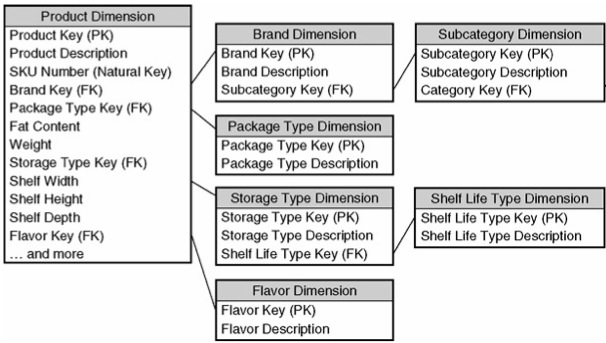 Product Dimension
Product Key (PK)
Product Description
SKU Number (Natural Key)
Brand Key (FK)
Package Type Key (FK)
Fat Content
Weight
Storage Type Key (FK)
Shelf Width
Shelf Height
Shelf Depth
Flavor Key (FK)
... and more
Brand Dimension
Brand Key (PK)
Brand Description
Subcategory Key (FK)
Subcategory Dimension
Subcategory Key (PK)
Subcategory Description
Category Key (FK)
Package Type Dimension
Package Type Key (PK)
Package Type Description
Storage Type Dimension
Storage Type Key (PK)
Storage Type Description
Shelf Life Type Key (FK)
Shelf Life Type Dimension
Shelf Life Type Key (PK)
Shelf Life Type Description
Flavor Dimension
Flavor Key (PK)
Flavor Description